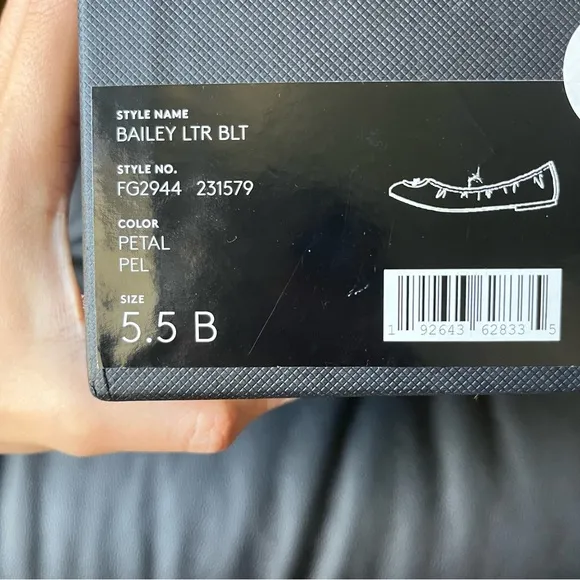 STYLE NAME
BAILEY LTR BLT
STYLE NO.
FG2944 231579
COLOR
PETAL
PEL
SIZE
5.5 B
1 92643 62833 5